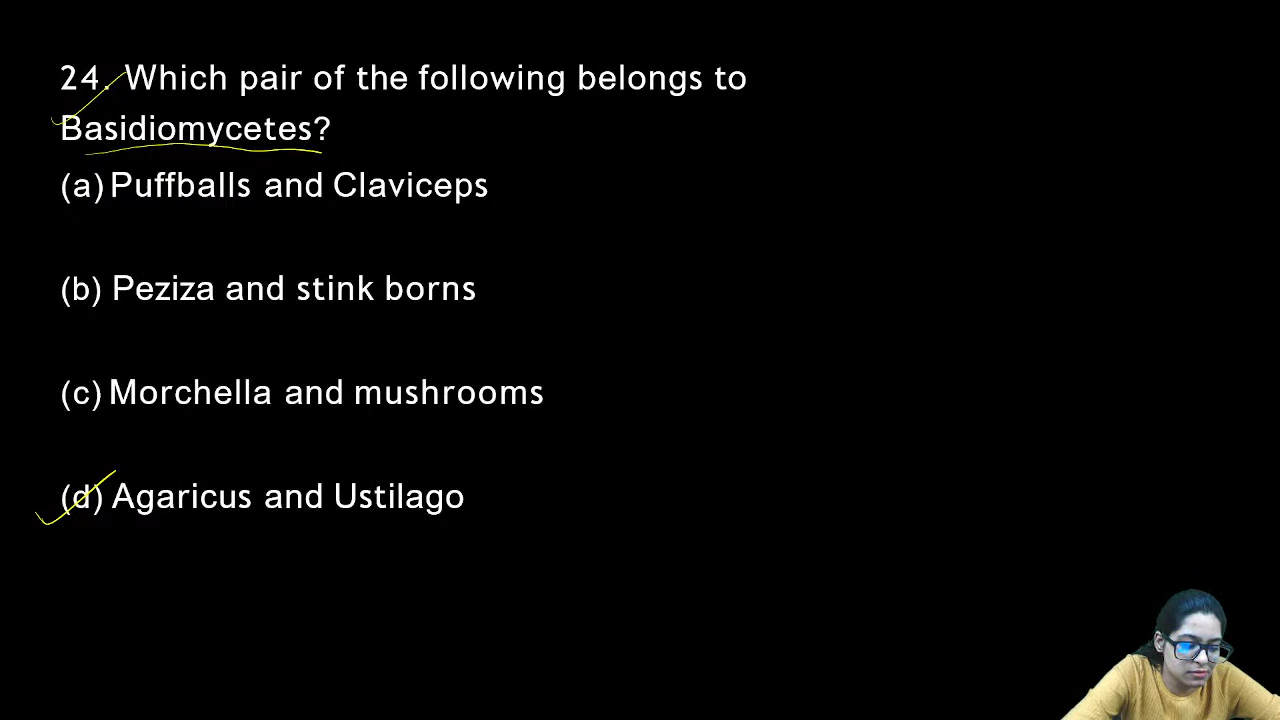 24. Which pair of the following belongs to
Basidiomycetes?
(a) Puffballs and Claviceps
(b) Peziza and stink borns
(c) Morchella and mushrooms
(d) Agaricus and Ustilago